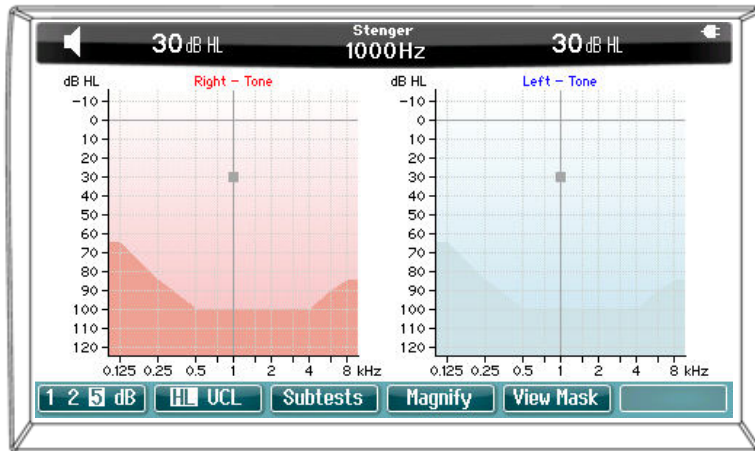 Stenger
30 dB HL 1000Hz 30 dB HL
dB HL Right - Tone dB HL Left - Tone
-10 -10
0 0
10 10
20 20
30 30
40 40
50 50
60 60
70 70
80 80
90 90
100 100
110 110
120 120
0.125 0.25 0.5 1 2 4 8 kHz 0.125 0.25 0.5 1 2 4 8 kHz
1 2 5 dB HL UCL Subtests Magnify View Mask